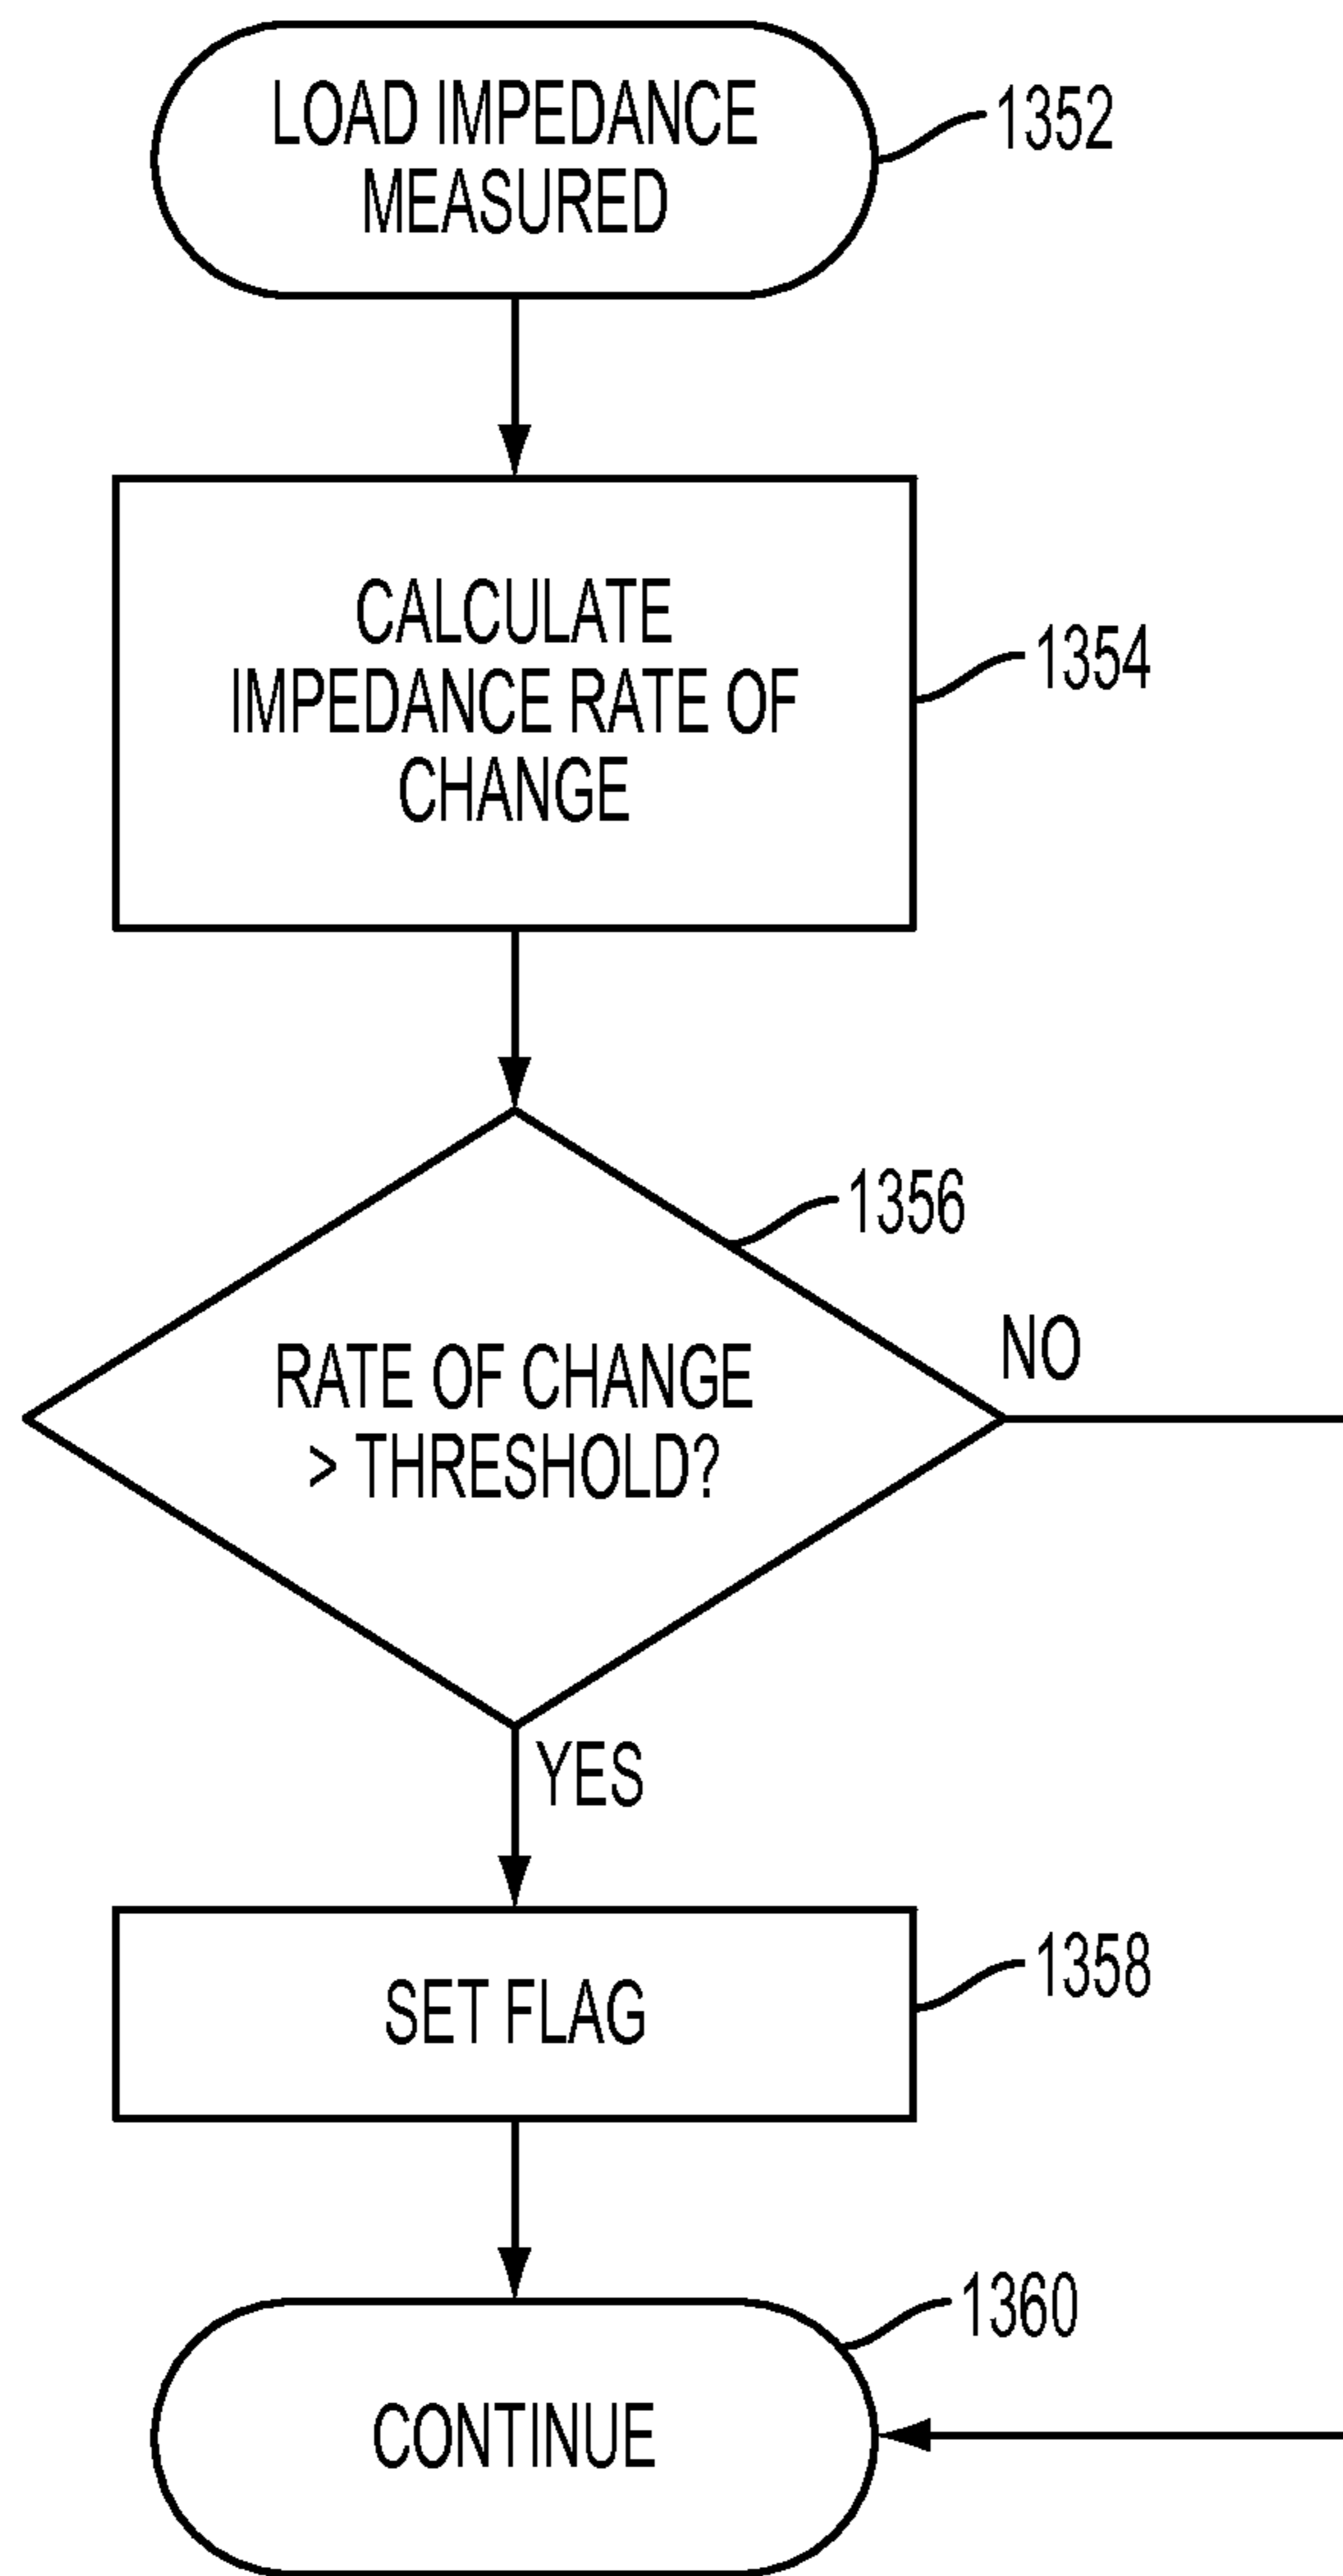 LOAD IMPEDANCE
MEASURED
1352
CALCULATE
IMPEDANCE RATE OF
CHANGE
1354
1356
RATE OF CHANGE
> THRESHOLD?
NO
YES
SET FLAG
1358
1360
CONTINUE